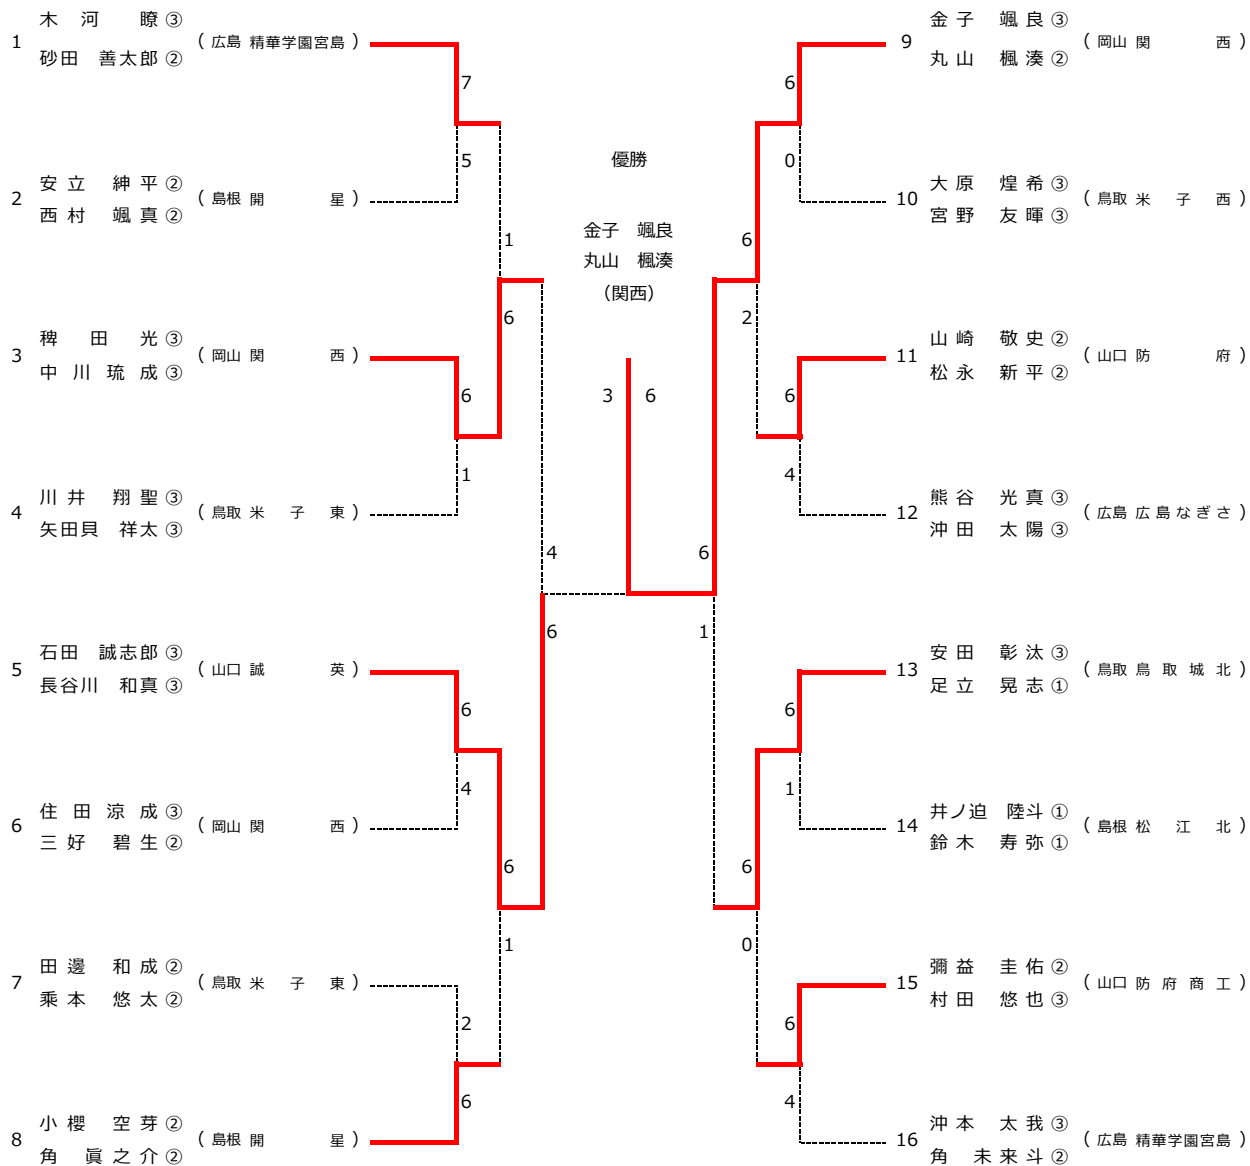 木 河 瞭 ③
1 ( 広島 精華学園宮島 )
砂田 善太郎 ②
7
5
安 立 紳 平 ②
2 ( 島根 開 星 )
西 村 颯 真 ②
1
6
稗 田 光 ③
3 ( 岡山 関 西 )
中 川 琉 成 ③
6
1
川 井 翔 聖 ③
4 ( 鳥取 米 子 東 )
矢田貝 祥太 ③
4
6
石田 誠志郎 ③
5 ( 山口 誠 英 )
長谷川 和真 ③
6
4
住 田 涼 成 ③
6 ( 岡山 関 西 )
三 好 碧 生 ②
6
1
田 邊 和 成 ②
7 ( 鳥取 米 子 東 )
乘 本 悠 太 ②
2
6
小 櫻 空 芽 ②
8 ( 島根 開 星 )
角 眞 之 介 ②
優勝
金子 颯良
丸山 楓湊
(関西)
3 6
金 子 颯 良 ③
9 ( 岡山 関 西 )
丸 山 楓 湊 ②
6
0
大 原 煌 希 ③
10 ( 鳥取 米 子 西 )
宮 野 友 暉 ③
6
2
山 崎 敬 史 ②
11 ( 山口 防 府 )
松 永 新 平 ②
6
4
熊 谷 光 真 ③
12 ( 広島 広 島 な ぎ さ )
沖 田 太 陽 ③
6
1
安 田 彰 汰 ③
13 ( 鳥取 鳥 取 城 北 )
足 立 晃 志 ①
6
1
井ノ迫 陸斗 ①
14 ( 島根 松 江 北 )
鈴 木 寿 弥 ①
6
0
彌 益 圭 佑 ②
15 ( 山口 防 府 商 工 )
村 田 悠 也 ③
6
4
沖 本 太 我 ③
16 ( 広島 精華学園宮島 )
角 未 来 斗 ②